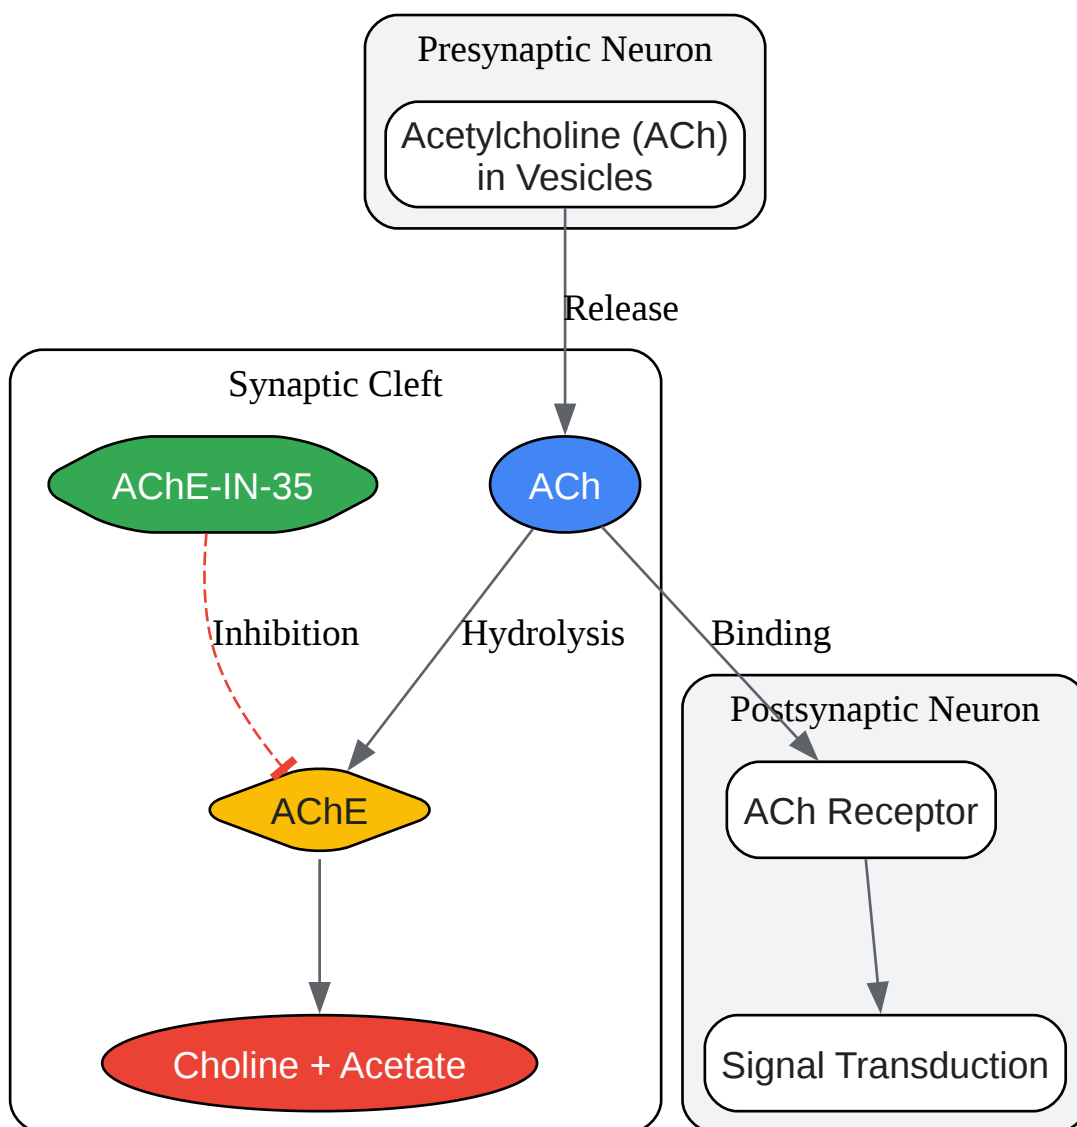 Presynaptic Neuron
Acetylcholine (ACh)
in Vesicles
Release
Synaptic Cleft
AChE-IN-35
ACh
Inhibition
Hydrolysis
Binding
Postsynaptic Neuron
AChE
ACh Receptor
Choline + Acetate
Signal Transduction